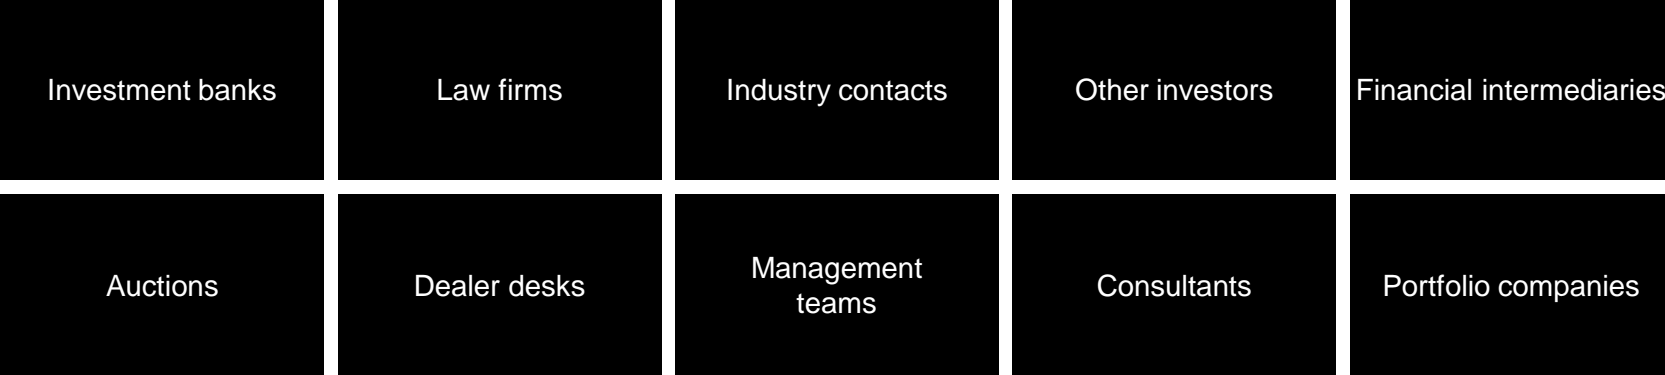 Investment banks
Law firms
Industry contacts
Other investors
Financial intermediaries
Auctions
Dealer desks
Management
teams
Consultants
Portfolio companies